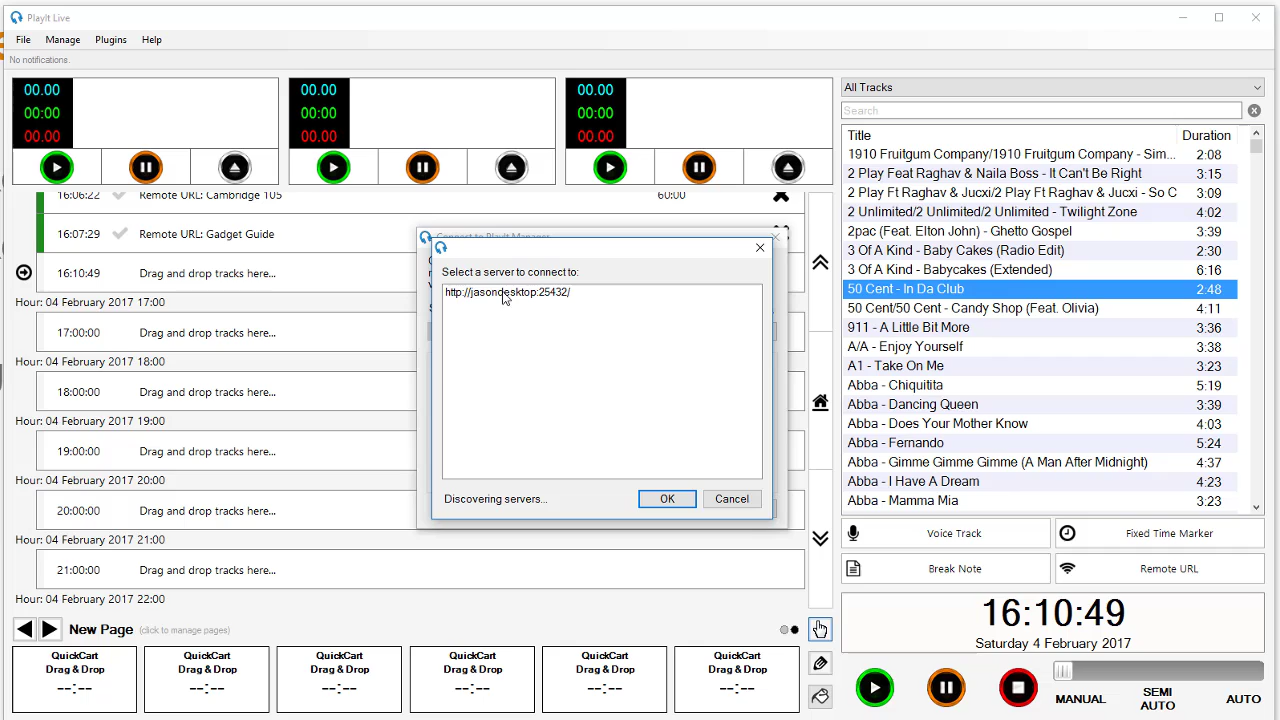 PlayIt Live
File Manage Plugins Help
No notifications.
00.00 00.00 00.00
00:00 00:00 00:00
00.00 00.00 00.00
16:58:22 Remote URL: Cambridge 105 60:00
16:07:29 Remote URL: Gadget Guide
16:10:49 Drag and drop tracks here...
Hour: 04 February 2017 17:00
17:00:00 Drag and drop tracks here...
Hour: 04 February 2017 18:00
18:00:00 Drag and drop tracks here...
Hour: 04 February 2017 19:00
19:00:00 Drag and drop tracks here...
Hour: 04 February 2017 20:00
20:00:00 Drag and drop tracks here...
Hour: 04 February 2017 21:00
21:00:00 Drag and drop tracks here...
Hour: 04 February 2017 22:00
Connect to PlayIt Manager
Select a server to connect to:
http://jasondesktop:25432/
Discovering servers... OK Cancel
All Tracks
Search
Title Duration
1910 Fruitgum Company/1910 Fruitgum Company - Sim... 2:08
2 Play Feat Raghav & Naila Boss - It Can't Be Right 3:15
2 Play Ft Raghav & Jucxi/2 Play Ft Raghav & Jucxi - So C 3:09
2 Unlimited/2 Unlimited/2 Unlimited - Twilight Zone 4:02
2pac (Feat. Elton John) - Ghetto Gospel 3:39
3 Of A Kind - Baby Cakes (Radio Edit) 2:30
3 Of A Kind - Babycakes (Extended) 6:16
50 Cent - In Da Club 2:48
50 Cent/50 Cent - Candy Shop (Feat. Olivia) 4:11
911 - A Little Bit More 3:36
A/A - Enjoy Yourself 3:38
A1 - Take On Me 3:23
Abba - Chiquitita 5:19
Abba - Dancing Queen 3:39
Abba - Does Your Mother Know 4:03
Abba - Fernando 5:24
Abba - Gimme Gimme Gimme (A Man After Midnight) 4:37
Abba - I Have A Dream 4:23
Abba - Mamma Mia 3:23
Voice Track Fixed Time Marker
Break Note Remote URL
16:10:49
Saturday 4 February 2017
MANUAL SEMI AUTO AUTO
New Page (click to manage pages)
QuickCart QuickCart QuickCart QuickCart QuickCart QuickCart
Drag & Drop Drag & Drop Drag & Drop Drag & Drop Drag & Drop Drag & Drop
--:-- --:-- --:-- --:-- --:-- --:--